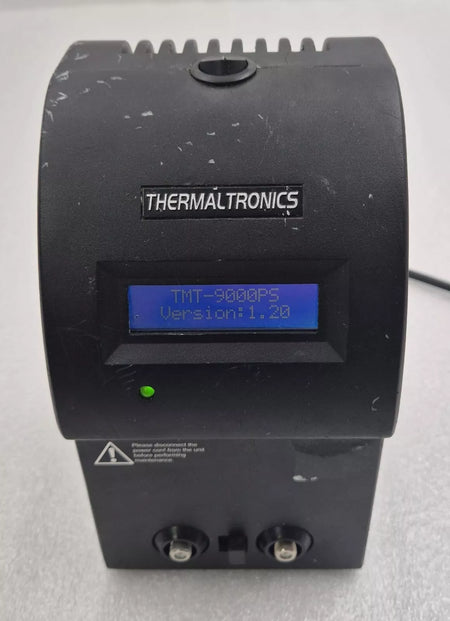 THERMALTRONICS
TMT-9000PS
Version:1.20
Please disconnect the
power cord from the unit
before performing
maintenance.